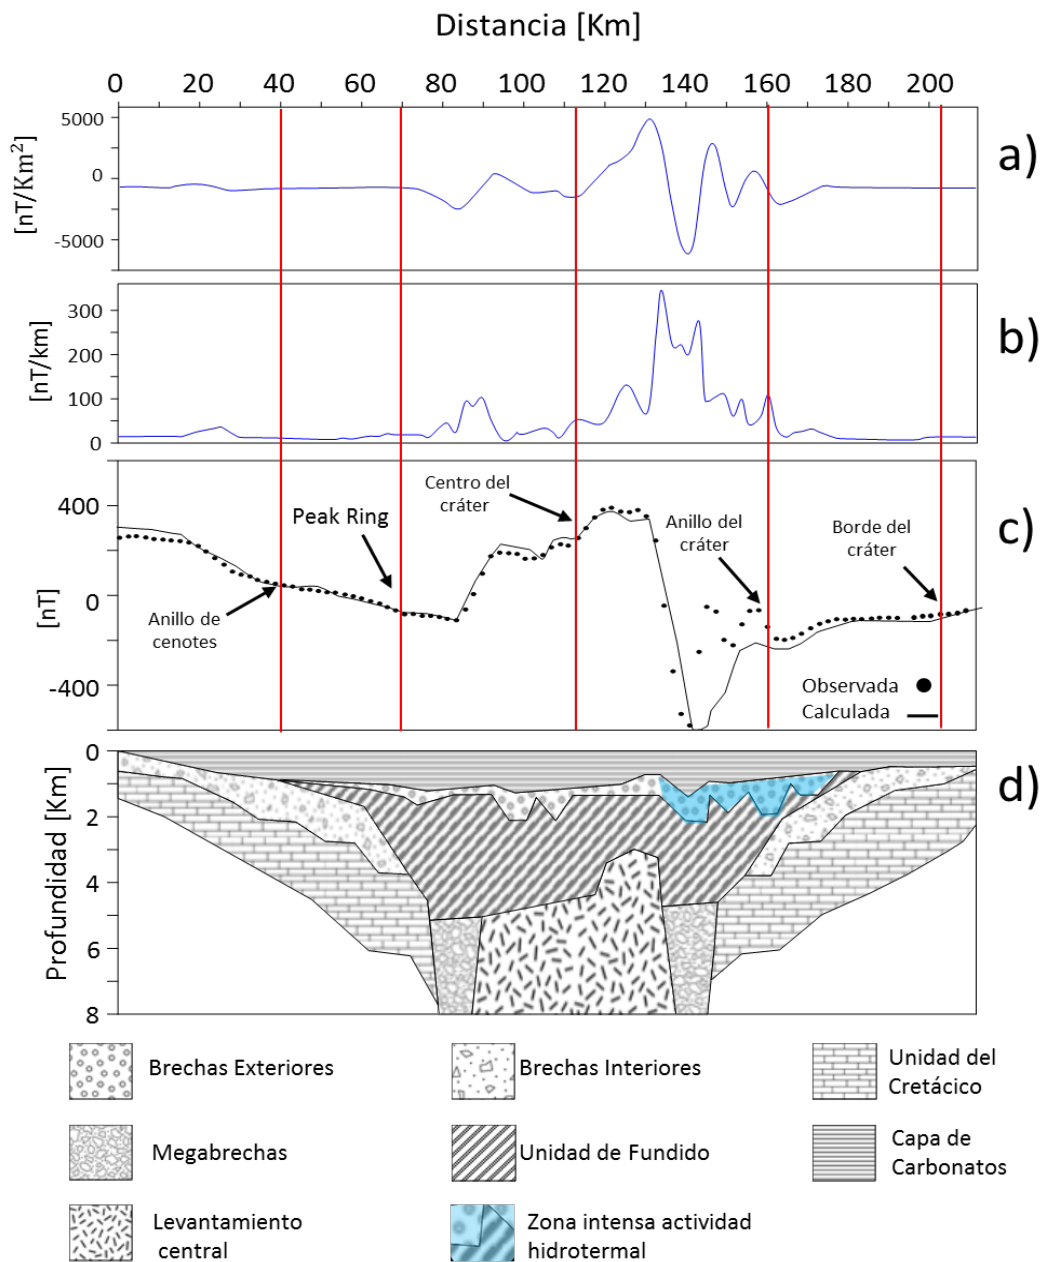 Distancia [Km]
0 20 40 60 80 100 120 140 160 180 200
[nT/Km²]
5000
0
-5000
a)
[nT/km]
300
200
100
0
b)
[nT]
400
0
-400
c)
Centro del
cráter
Peak Ring
Anillo del
cráter
Borde del
cráter
Anillo de
cenotes
Observada
Calculada
Profundidad [Km]
0
2
4
6
8
d)
Brechas Exteriores
Brechas Interiores
Unidad del
Cretácico
Megabrechas
Unidad de Fundido
Capa de
Carbonatos
Levantamiento
central
Zona intensa actividad
hidrotermal